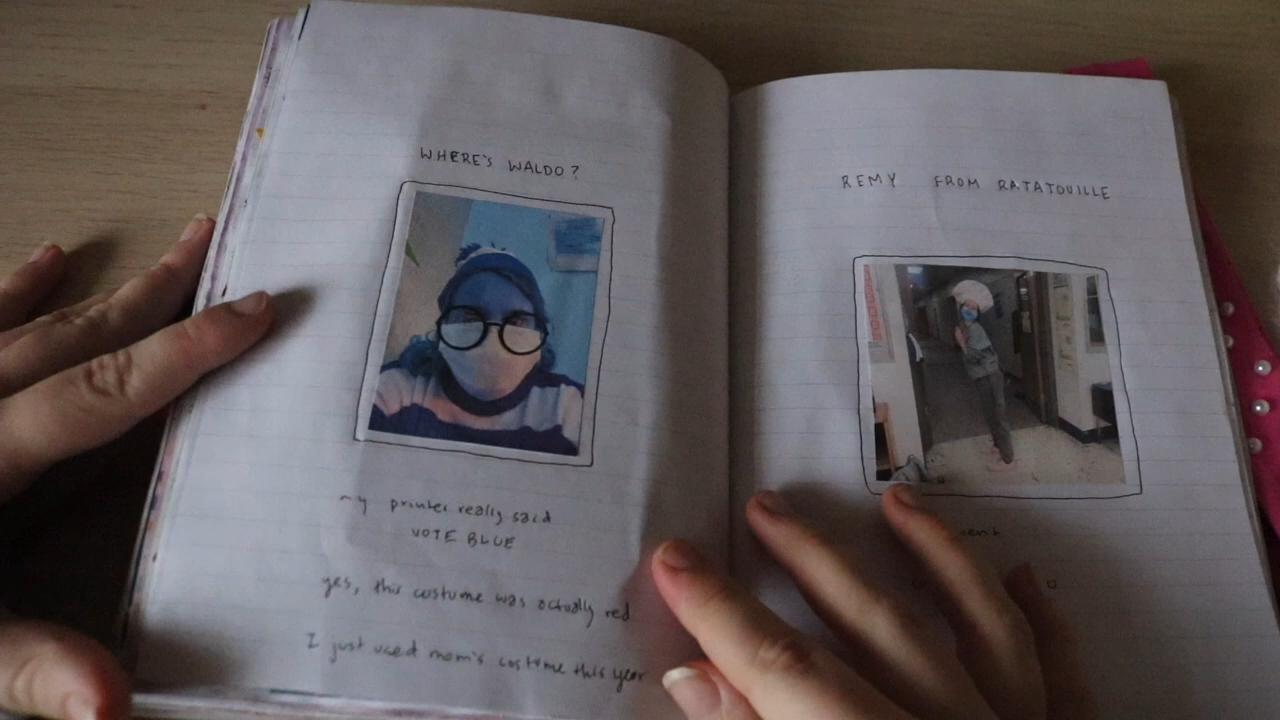 WHERE'S WALDO?
my printer really said
VOTE BLUE
yes, this costume was actually red
I just used mom's costume this year
REMY FROM RATATOUILLE